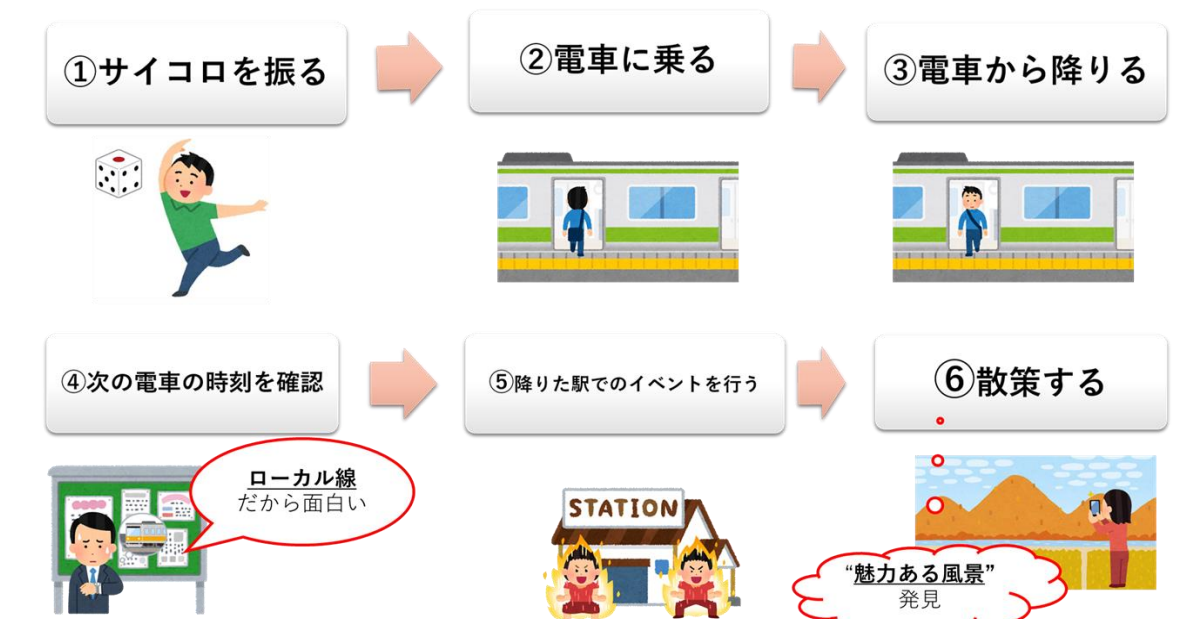 ①サイコロを振る
②電車に乗る
③電車から降りる
④次の電車の時刻を確認
⑤降りた駅でのイベントを行う
⑥散策する
ローカル線
だから面白い
STATION
“魅力ある風景”
発見